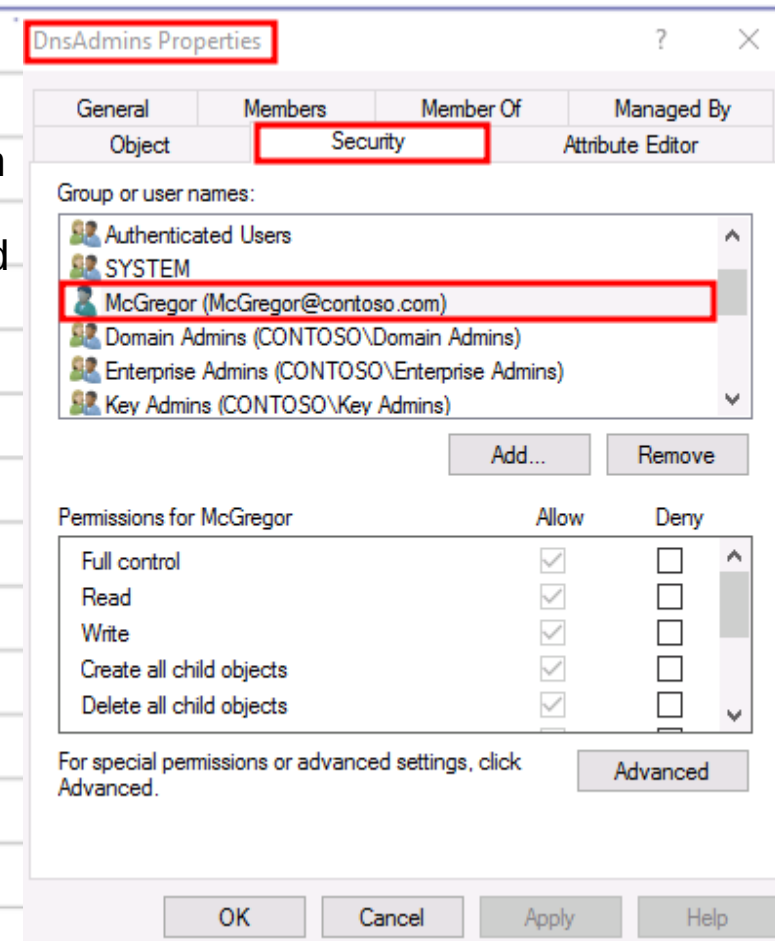 DnsAdmins Properties ? ×
General Members Member Of Managed By
Object Security Attribute Editor
Group or user names:
Authenticated Users
SYSTEM
McGregor (McGregor@contoso.com)
Domain Admins (CONTOSO\Domain Admins)
Enterprise Admins (CONTOSO\Enterprise Admins)
Key Admins (CONTOSO\Key Admins)
Add... Remove
Permissions for McGregor Allow Deny
Full control
Read
Write
Create all child objects
Delete all child objects
For special permissions or advanced settings, click
Advanced.
Advanced
OK Cancel Apply Help